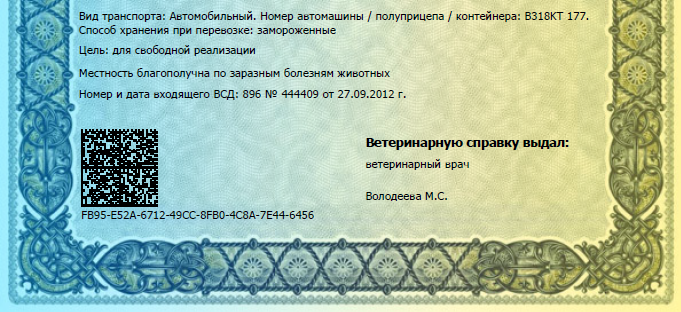 Вид транспорта: Автомобильный. Номер автомашины / полуприцепа / контейнера: В318КТ 177.
Способ хранения при перевозке: замороженные
Цель: для свободной реализации
Местность благополучна по заразным болезням животных
Номер и дата входящего ВСД: 896 № 444409 от 27.09.2012 г.
Ветеринарную справку выдал:
ветеринарный врач
Володеева М.С.
FB95-E52A-6712-49CC-8FB0-4C8A-7E44-6456